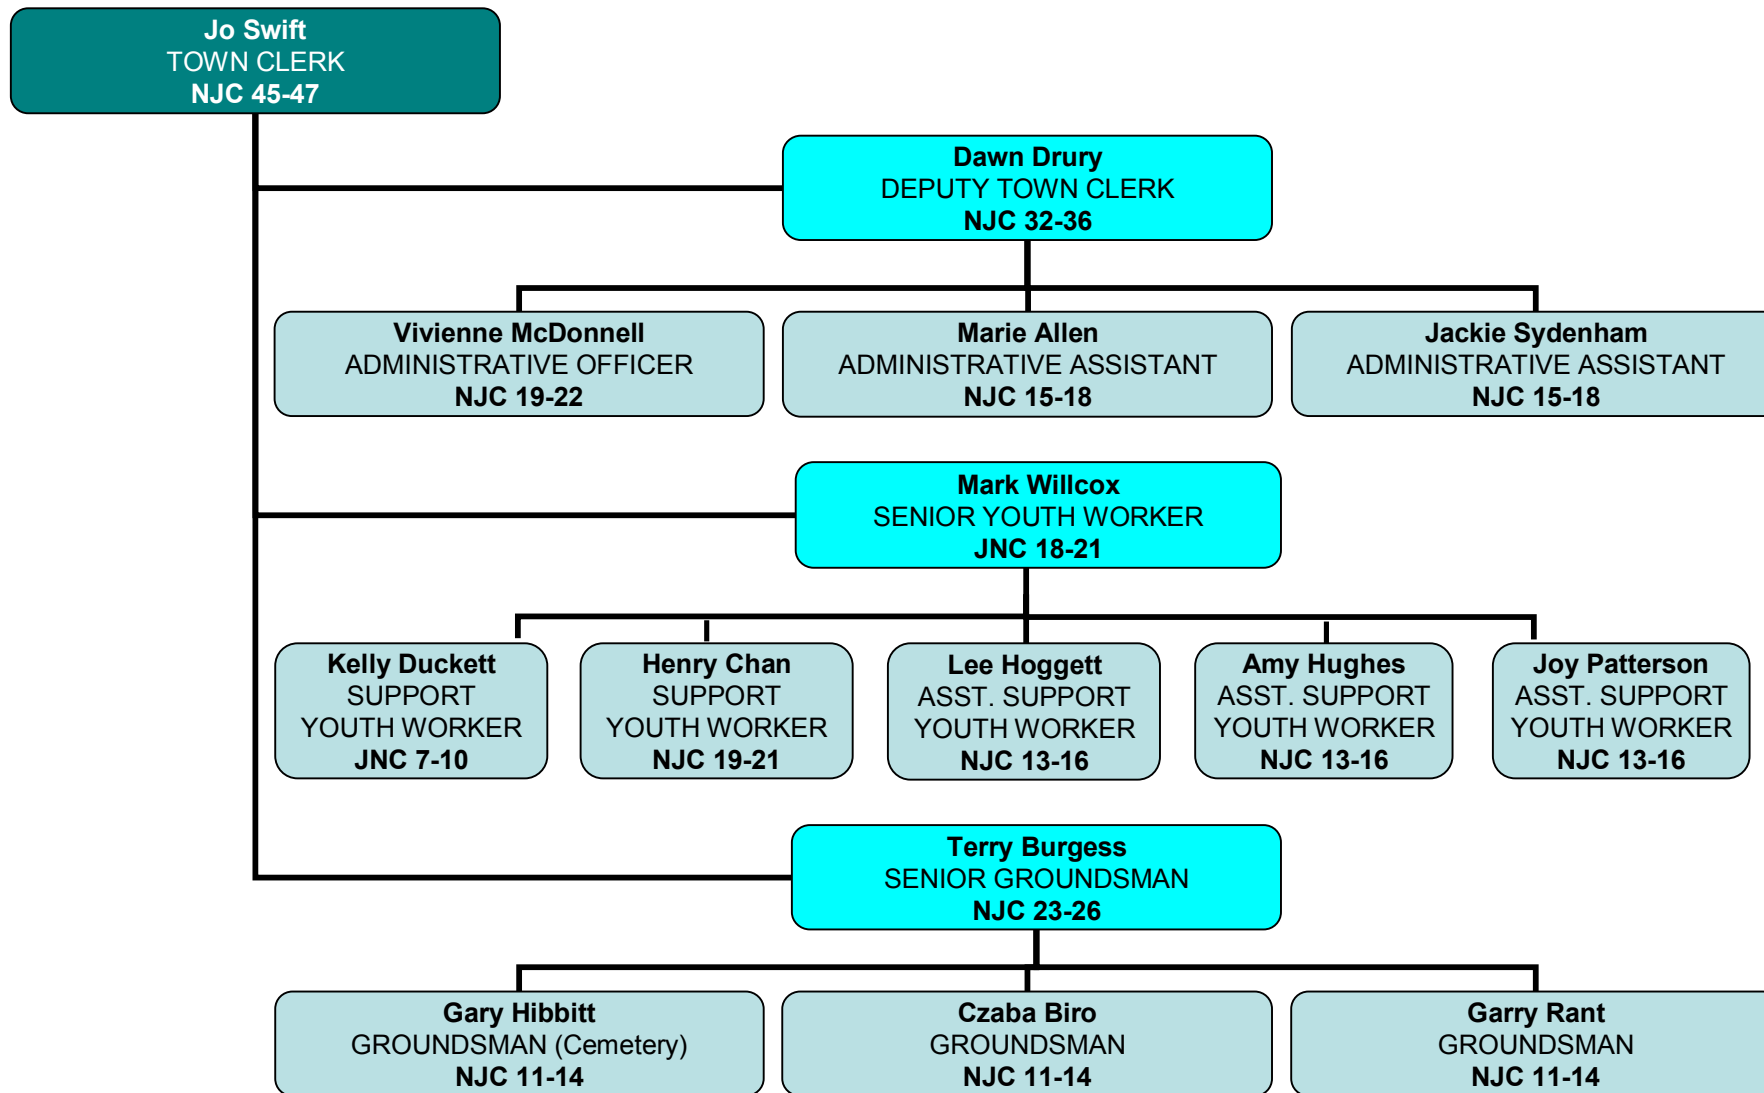 Jo Swift
TOWN CLERK
NJC 45-47
Dawn Drury
DEPUTY TOWN CLERK
NJC 32-36
Vivienne McDonnell
ADMINISTRATIVE OFFICER
NJC 19-22
Marie Allen
ADMINISTRATIVE ASSISTANT
NJC 15-18
Jackie Sydenham
ADMINISTRATIVE ASSISTANT
NJC 15-18
Mark Willcox
SENIOR YOUTH WORKER
JNC 18-21
Kelly Duckett
SUPPORT
YOUTH WORKER
JNC 7-10
Henry Chan
SUPPORT
YOUTH WORKER
NJC 19-21
Lee Hoggett
ASST. SUPPORT
YOUTH WORKER
NJC 13-16
Amy Hughes
ASST. SUPPORT
YOUTH WORKER
NJC 13-16
Joy Patterson
ASST. SUPPORT
YOUTH WORKER
NJC 13-16
Terry Burgess
SENIOR GROUNDSMAN
NJC 23-26
Gary Hibbitt
GROUNDSMAN (Cemetery)
NJC 11-14
Czaba Biro
GROUNDSMAN
NJC 11-14
Garry Rant
GROUNDSMAN
NJC 11-14